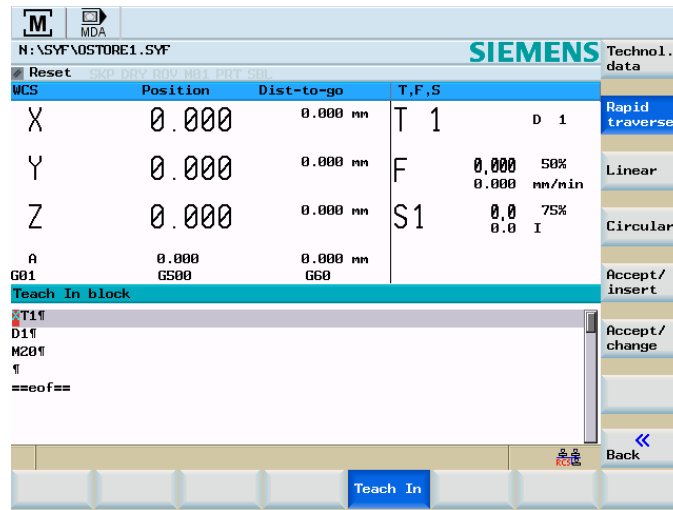 M
MDA
N:\SYF\OSTORE1.SYF
SIEMENS
Reset SKP DRY ROV M01 PRT SBL
WCS Position Dist-to-go T,F,S
X 0.000 0.000 mm T 1 D 1
Y 0.000 0.000 mm F 0,000 50%
0.000 mm/min
Z 0.000 0.000 mm S1 0,0 75%
0.0 I
A 0.000 0.000 mm
G01 G500 G60
Teach In block
T1¶
D1¶
M20¶
¶
==eof==
RCS
Teach In
Technol.
data
Rapid
traverse
Linear
Circular
Accept/
insert
Accept/
change
Back